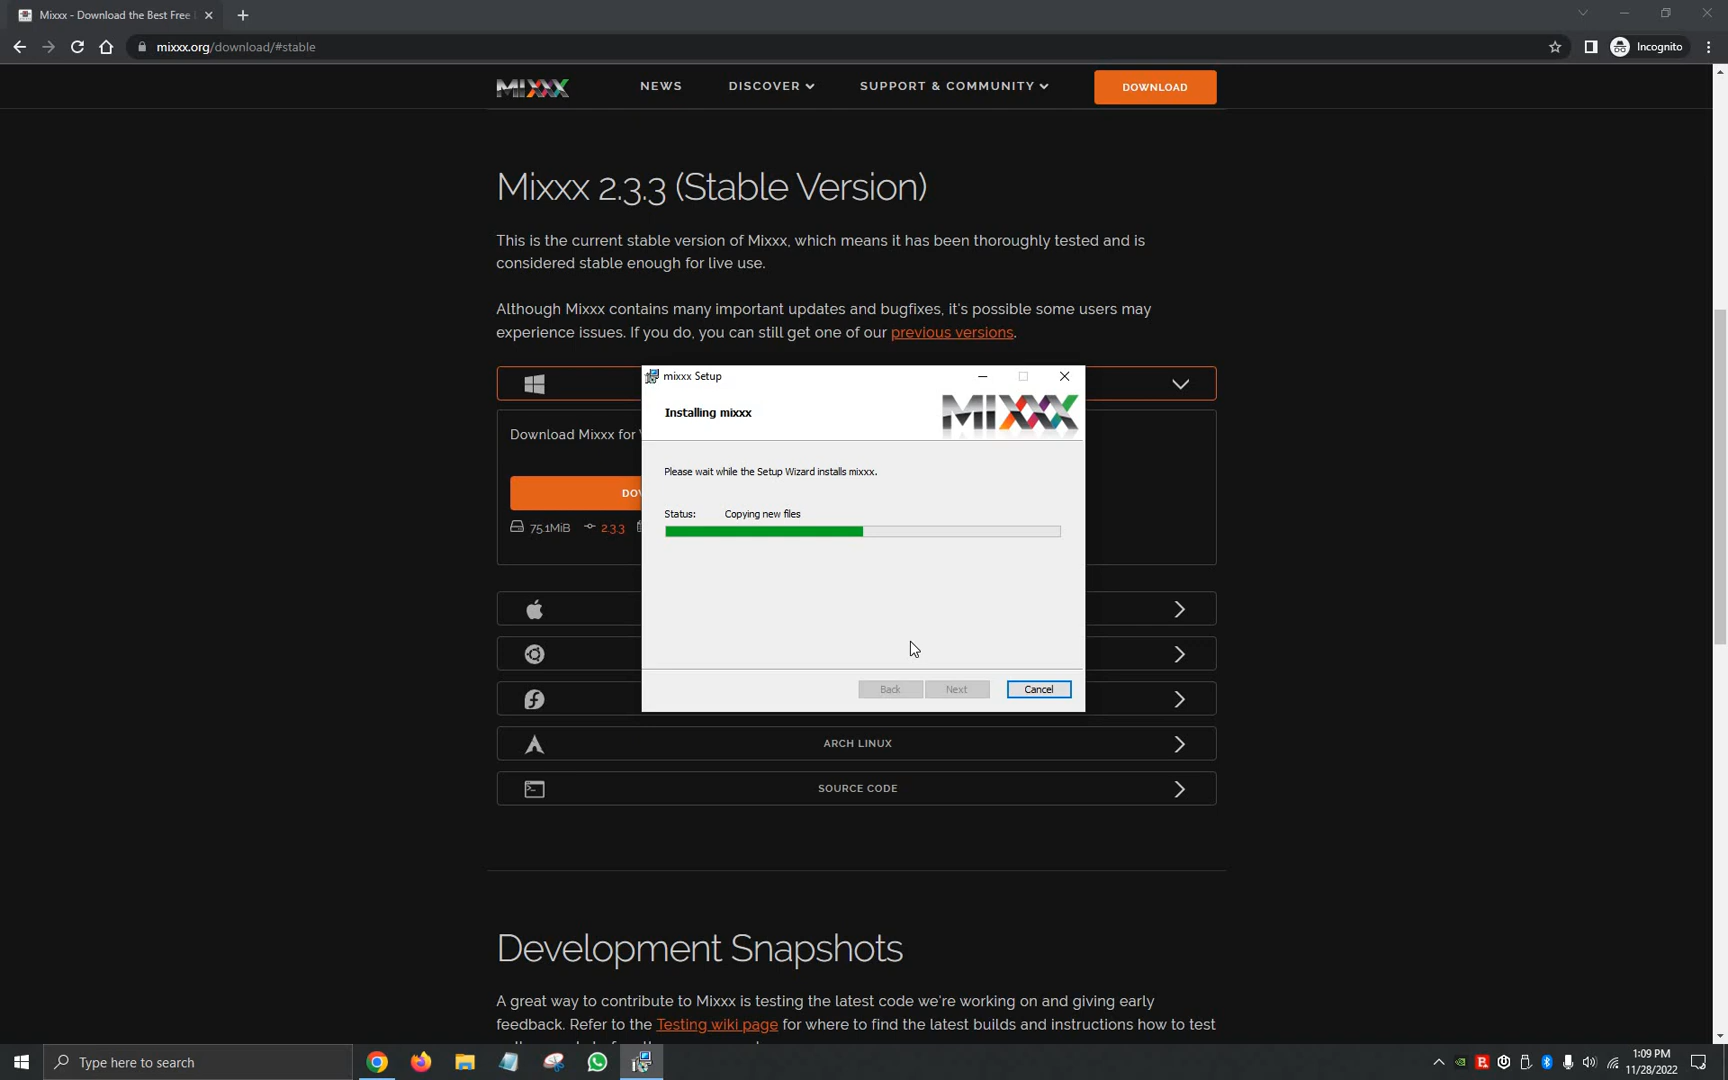 Mixxx - Download the Best Free
mixxx.org/download/#stable
Incognito
MIXXX
NEWS
DISCOVER
SUPPORT & COMMUNITY
DOWNLOAD
Mixxx 2.3.3 (Stable Version)
This is the current stable version of Mixxx, which means it has been thoroughly tested and is
considered stable enough for live use.
Although Mixxx contains many important updates and bugfixes, it's possible some users may
experience issues. If you do, you can still get one of our previous versions.
mixxx Setup
Installing mixxx
MIXXX
Download Mixxx for
Please wait while the Setup Wizard installs mixxx.
Status: Copying new files
75.1MiB
2.3.3
Back
Next
Cancel
ARCH LINUX
SOURCE CODE
Development Snapshots
A great way to contribute to Mixxx is testing the latest code we're working on and giving early
feedback. Refer to the Testing wiki page for where to find the latest builds and instructions how to test
Type here to search
1:09 PM
11/28/2022